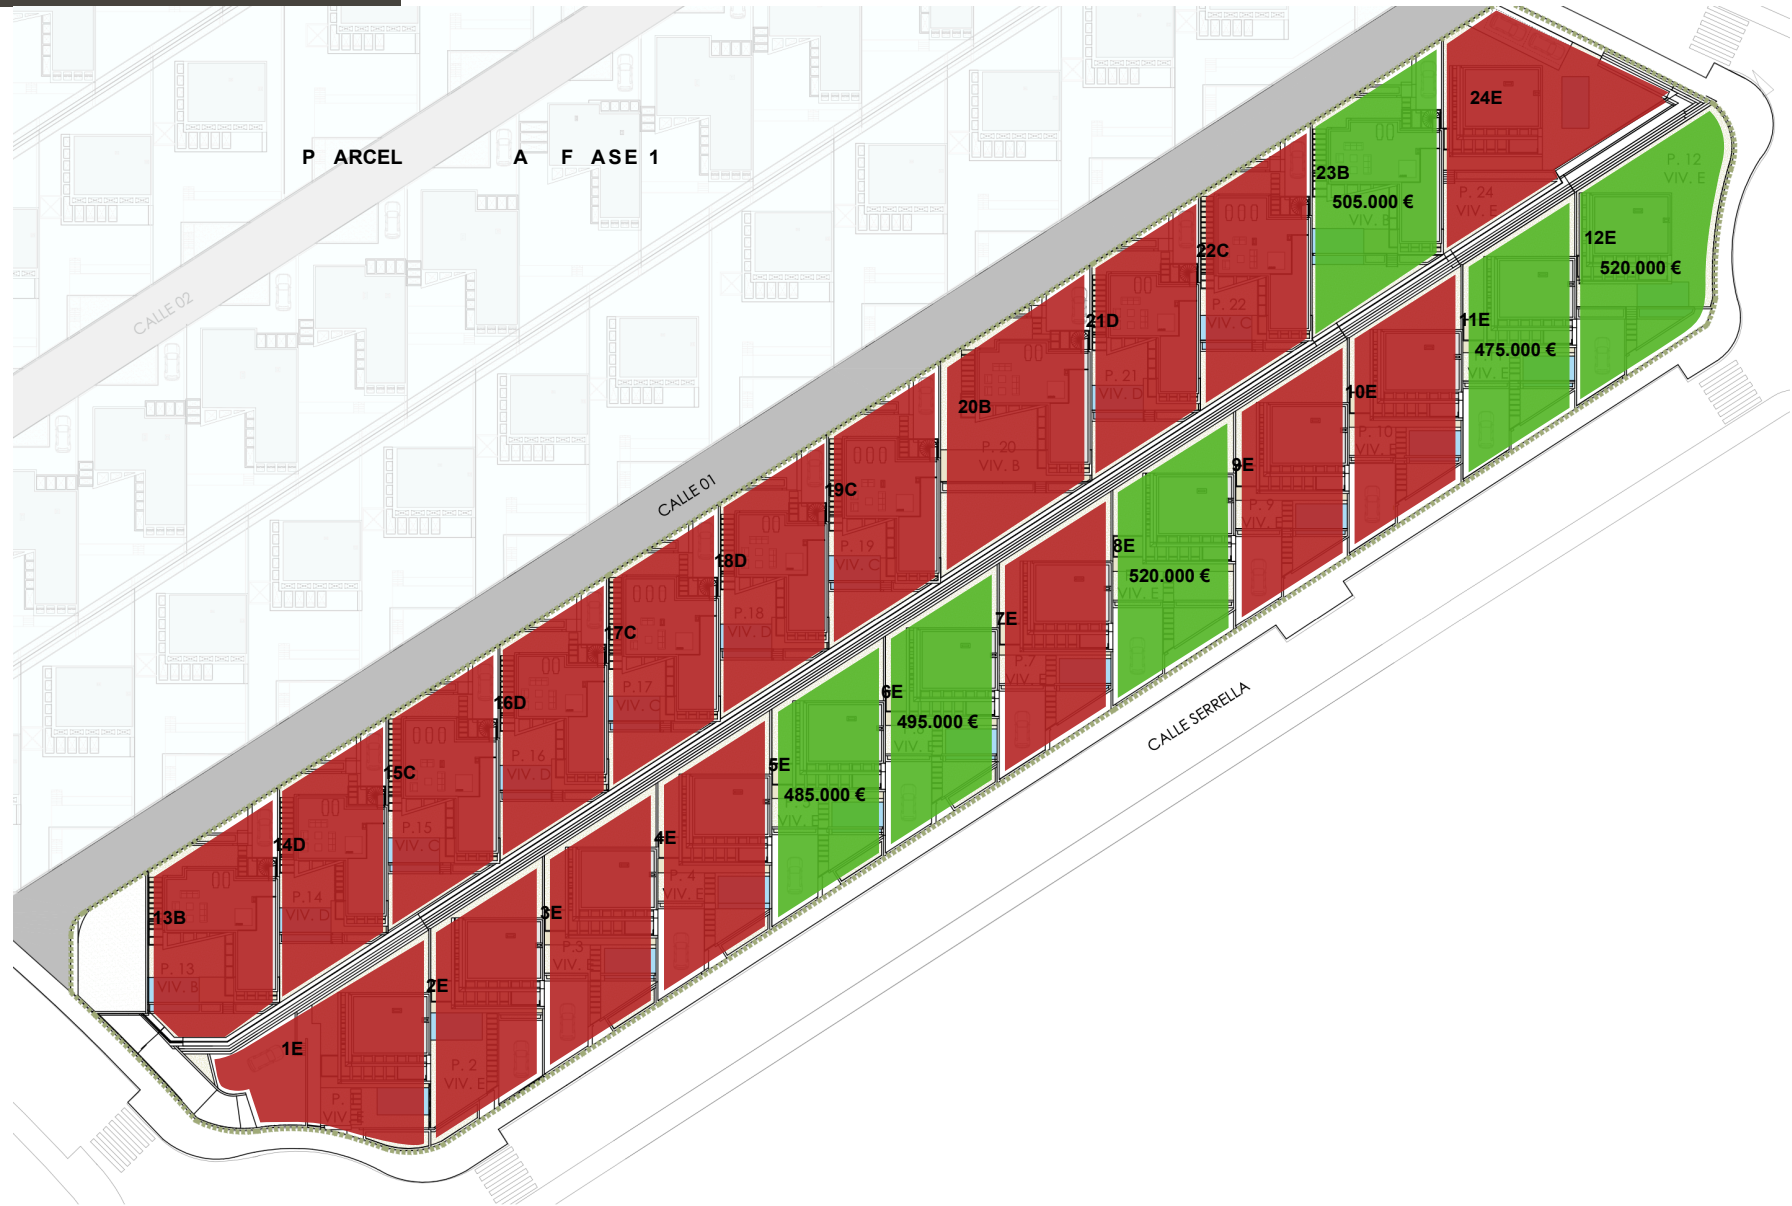 P ARCEL A F ASE 1
CALLE 02
CALLE 01
CALLE SERRELLA
24E
P. 24
VIV. E
23B
505.000 €
VIV. B
22C
P. 22
VIV. C
21D
P. 21
VIV. D
20B
P. 20
VIV. B
19C
P. 19
VIV. C
18D
P.18
VIV. D
17C
P.17
VIV. C
16D
P. 16
VIV. D
15C
P.15
VIV. C
14D
P.14
VIV. D
13B
P. 13
VIV. B
P. 12
VIV. E
12E
520.000 €
11E
475.000 €
VIV. E
10E
P. 10
VIV. E
9E
P. 9
VIV. E
8E
520.000 €
VIV. E
7E
P.7
VIV. E
6E
495.000 €
VIV. E
5E
485.000 €
VIV. E
4E
P. 4
VIV. E
3E
P.3
VIV. E
2E
P. 2
VIV. E
1E
P. 1
VIV. E